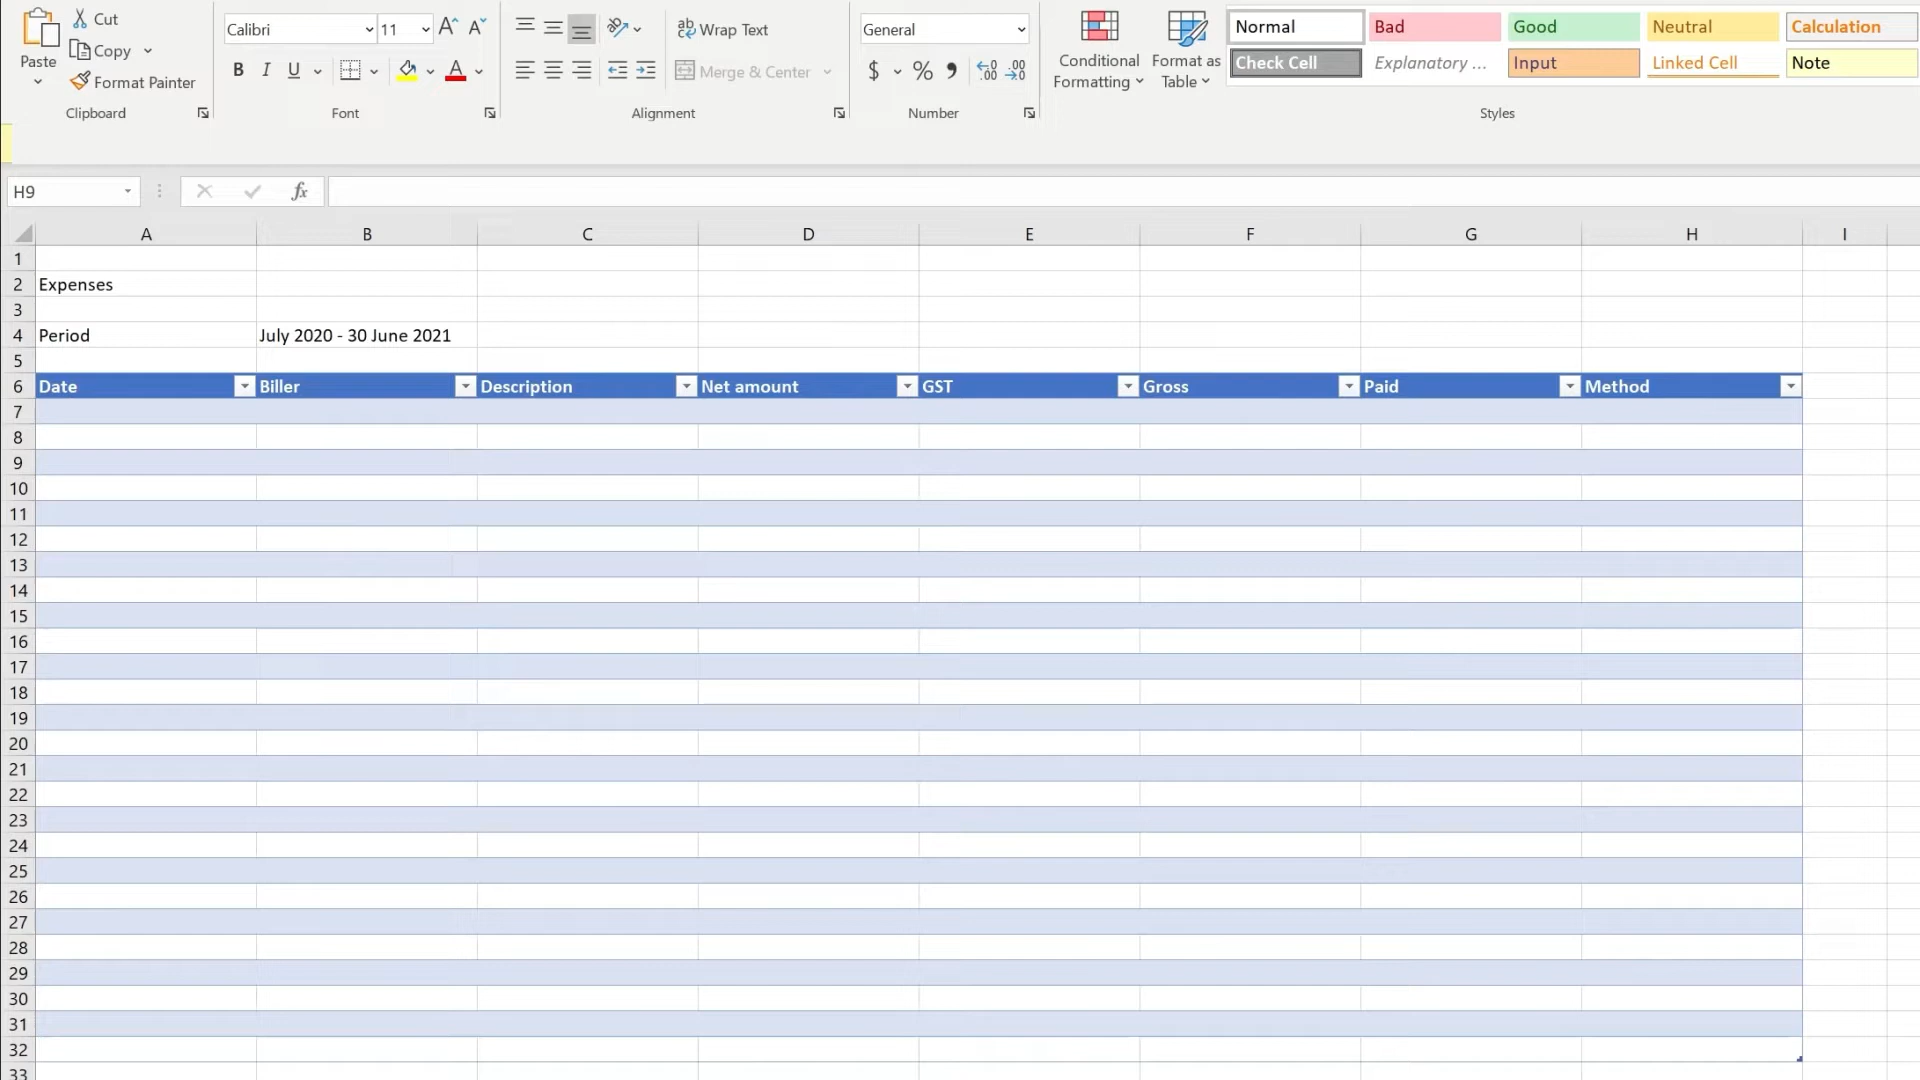 Paste
Cut
Copy
Format Painter
Clipboard
Calibri 11 A A
B I U A
Font
ab Wrap Text
Merge & Center
Alignment
General
$ % 9 .00 .00
Number
Conditional
Formatting
Format as
Table
Normal Bad Good Neutral Calculation
Check Cell Explanatory ... Input Linked Cell Note
Styles
H9 fx
A B C D E F G H I
1
2 Expenses
3
4 Period July 2020 - 30 June 2021
5
6 Date Biller Description Net amount GST Gross Paid Method
7
8
9
10
11
12
13
14
15
16
17
18
19
20
21
22
23
24
25
26
27
28
29
30
31
32
33